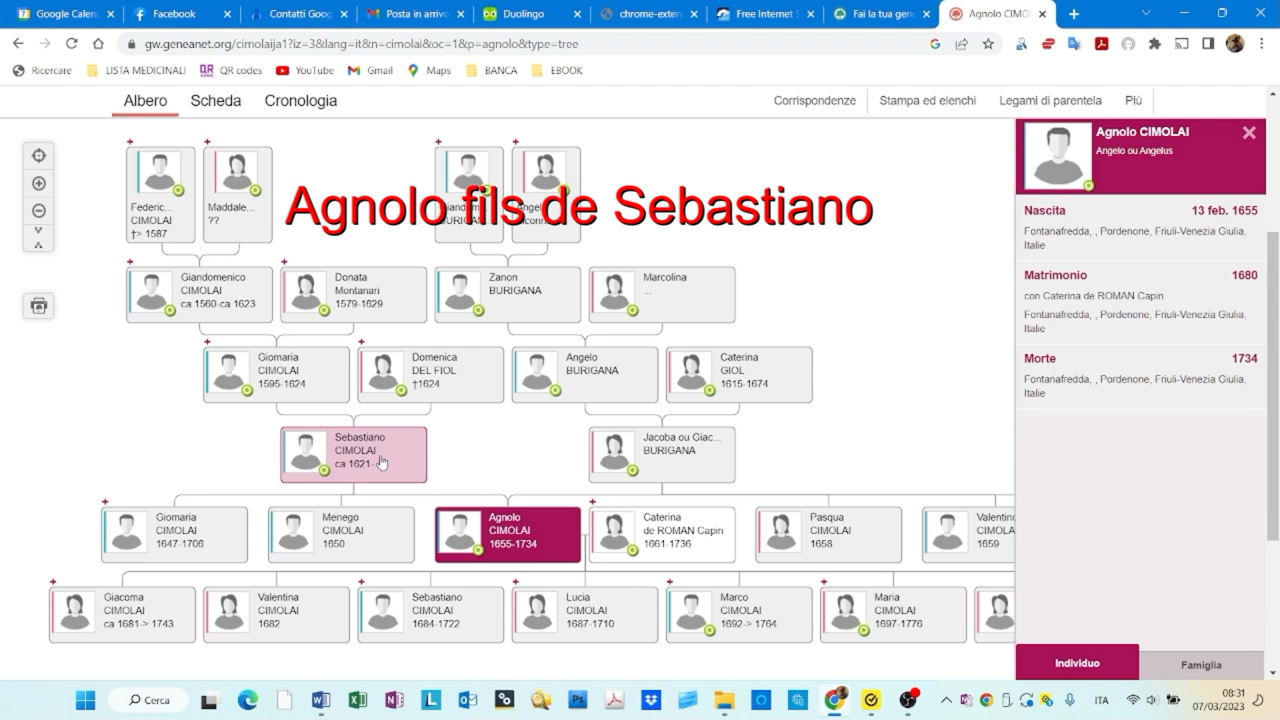 Google Calen
Facebook
Contatti Goog
Posta in arrivo
Duolingo
chrome-exten
Free Internet S
Fai la tua gene
Agnolo CIMO
gw.geneanet.org/cimolaija1?iz=3&lang=it&n=cimolai&oc=1&p=agnolo&type=tree
Ricercare
LISTA MEDICINALI
QR codes
YouTube
Gmail
Maps
BANCA
EBOOK
Albero
Scheda
Cronologia
Corrispondenze
Stampa ed elenchi
Legami di parentela
Più
Agnolo fils de Sebastiano
Federic...
CIMOLAI
†> 1587
Maddale...
??
Giandomenico
CIMOLAI
ca 1560-ca 1623
Donata
Montanari
1579-1629
Zanon
BURIGANA
Marcolina
...
Giomaria
CIMOLAI
1595-1624
Domenica
DEL FIOL
†1624
Angelo
BURIGANA
Caterina
GIOL
1615-1674
Sebastiano
CIMOLAI
ca 1621-
Jacoba ou Giac...
BURIGANA
Giomaria
CIMOLAI
1647-1706
Menego
CIMOLAI
1650
Agnolo
CIMOLAI
1655-1734
Caterina
de ROMAN Capin
1661-1736
Pasqua
CIMOLAI
1658
Valentino
CIMOLA
1659
Giacoma
CIMOLAI
ca 1681-> 1743
Valentina
CIMOLAI
1682
Sebastiano
CIMOLAI
1684-1722
Lucia
CIMOLAI
1687-1710
Marco
CIMOLAI
1692-> 1764
Maria
CIMOLAI
1697-1776
Agnolo CIMOLAI
Angelo ou Angelus
Nascita 13 feb. 1655
Fontanafredda, , Pordenone, Friuli-Venezia Giulia,
Italie
Matrimonio 1680
con Caterina de ROMAN Capin
Fontanafredda, , Pordenone, Friuli-Venezia Giulia,
Italie
Morte 1734
Fontanafredda, , Pordenone, Friuli-Venezia Giulia,
Italie
Individuo
Famiglia
Cerca
ITA
08:31
07/03/2023